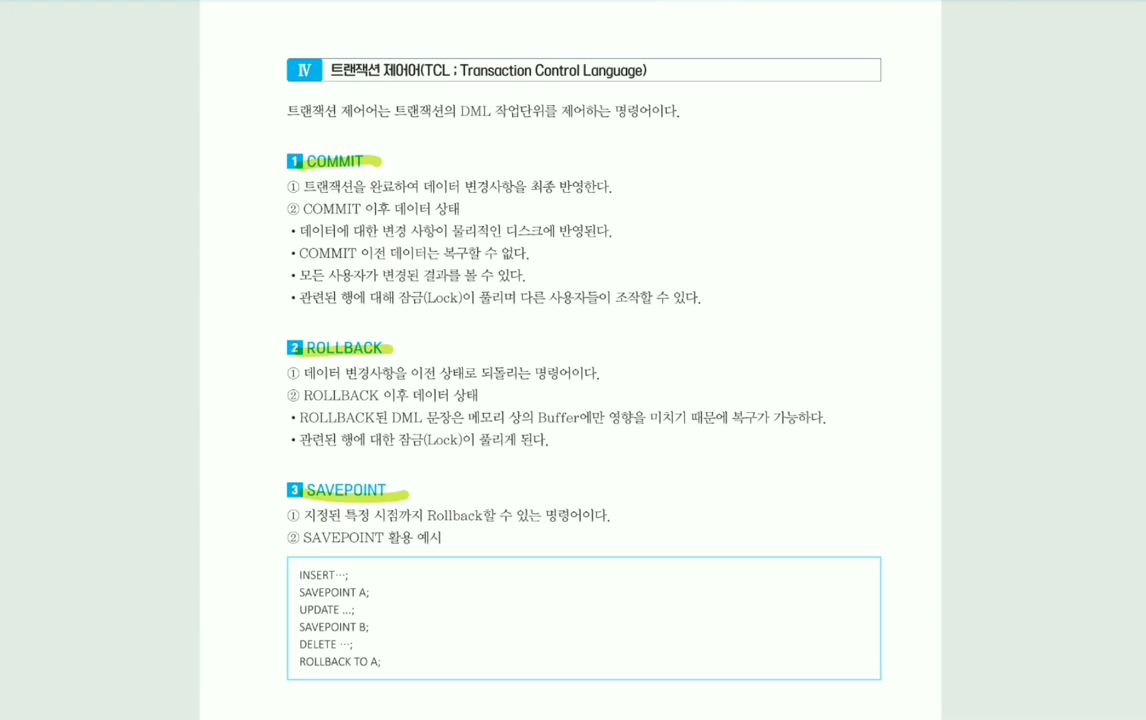 Ⅳ 트랜잭션 제어어(TCL ; Transaction Control Language)
트랜잭션 제어어는 트랜잭션의 DML 작업단위를 제어하는 명령어이다.
1 COMMIT
① 트랜잭션을 완료하여 데이터 변경사항을 최종 반영한다.
② COMMIT 이후 데이터 상태
• 데이터에 대한 변경 사항이 물리적인 디스크에 반영된다.
• COMMIT 이전 데이터는 복구할 수 없다.
• 모든 사용자가 변경된 결과를 볼 수 있다.
• 관련된 행에 대해 잠금(Lock)이 풀리며 다른 사용자들이 조작할 수 있다.
2 ROLLBACK
① 데이터 변경사항을 이전 상태로 되돌리는 명령어이다.
② ROLLBACK 이후 데이터 상태
• ROLLBACK된 DML 문장은 메모리 상의 Buffer에만 영향을 미치기 때문에 복구가 가능하다.
• 관련된 행에 대한 잠금(Lock)이 풀리게 된다.
3 SAVEPOINT
① 지정된 특정 시점까지 Rollback할 수 있는 명령어이다.
② SAVEPOINT 활용 예시
INSERT…;
SAVEPOINT A;
UPDATE ...;
SAVEPOINT B;
DELETE …;
ROLLBACK TO A;